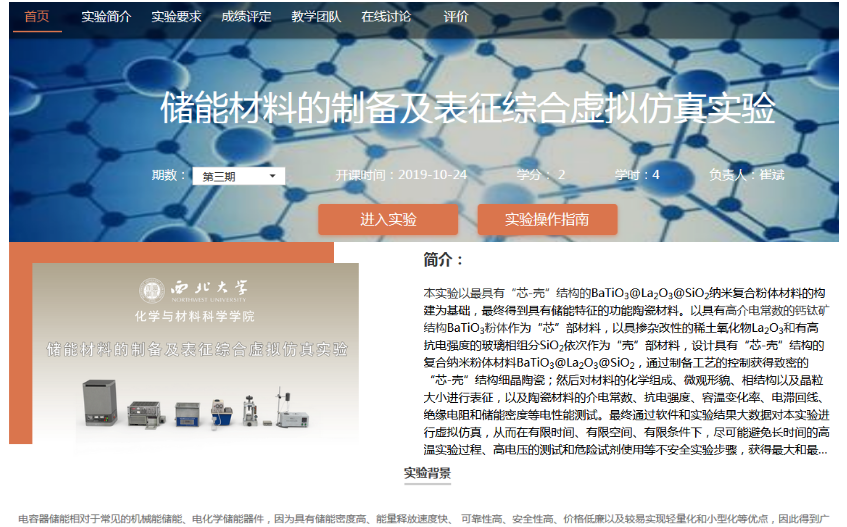 首页 实验简介 实验要求 成绩评定 教学团队 在线讨论 评价
储能材料的制备及表征综合虚拟仿真实验
期数： 第三期 开课时间：2019-10-24 学分： 2 学时：4 负责人：崔斌
进入实验 实验操作指南
西北大学
NORTHWEST UNIVERSITY
化学与材料科学学院
储能材料的制备及表征综合虚拟仿真实验
简介：
本实验以最具有“芯-壳”结构的BaTiO₃@La₂O₃@SiO₂纳米复合粉体材料的构
建为基础，最终得到具有储能特征的功能陶瓷材料。以具有高介电常数的钙钛矿
结构BaTiO₃粉体作为“芯”部材料，以具掺杂改性的稀土氧化物La₂O₃和有高
抗电强度的玻璃相组分SiO₂依次作为“壳”部材料，设计具有“芯-壳”结构的
复合纳米粉体材料BaTiO₃@La₂O₃@SiO₂，通过制备工艺的控制获得致密的
“芯-壳”结构细晶陶瓷；然后对材料的化学组成、微观形貌、相结构以及晶粒
大小进行表征，以及陶瓷材料的介电常数、抗电强度、容温变化率、电滞回线、
绝缘电阻和储能密度等电性能测试。最终通过软件和实验结果大数据对本实验进
行虚拟仿真，从而在有限时间、有限空间、有限条件下，尽可能避免长时间的高
温实验过程、高电压的测试和危险试剂使用等不安全实验步骤，获得最大和最...
实验背景
电容器储能相对于常见的机械能储能、电化学储能器件，因为具有储能密度高、能量释放速度快、 可靠性高、安全性高、价格低廉以及较易实现轻量化和小型化等优点，因此得到广